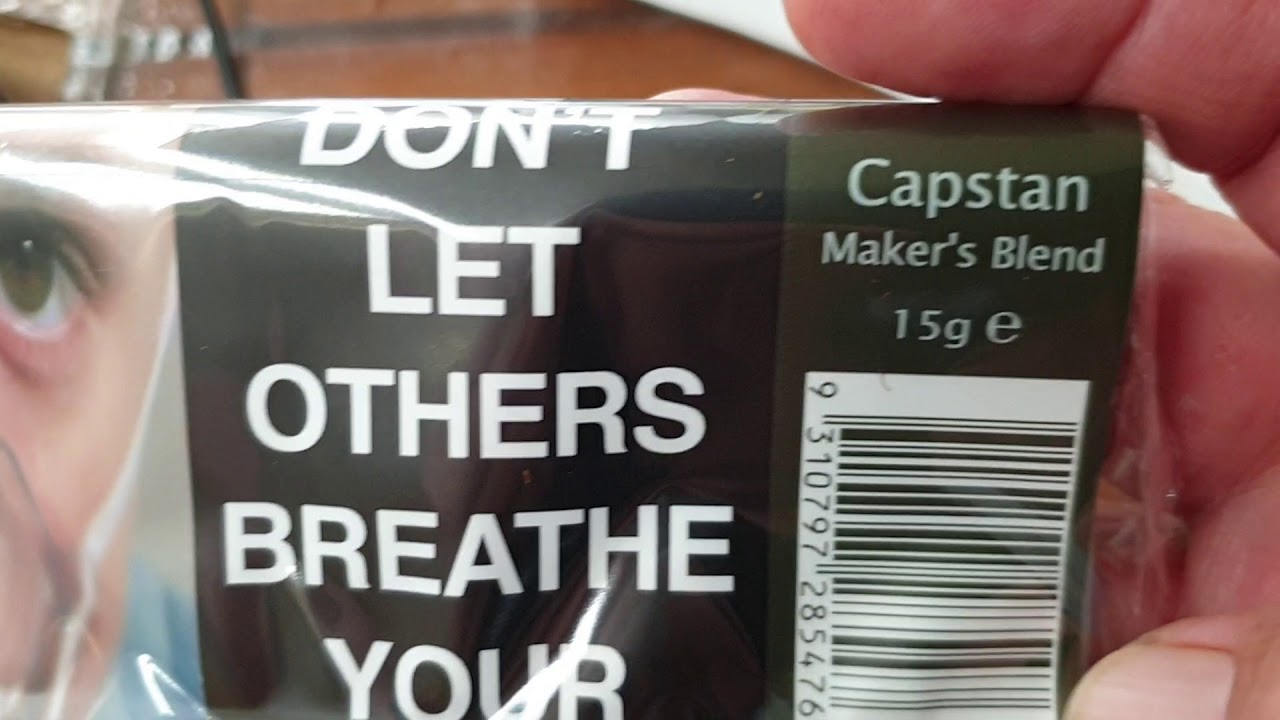 DON'T
LET
OTHERS
BREATHE
YOUR
Capstan
Maker's Blend
15g ℮
9 310797 285476